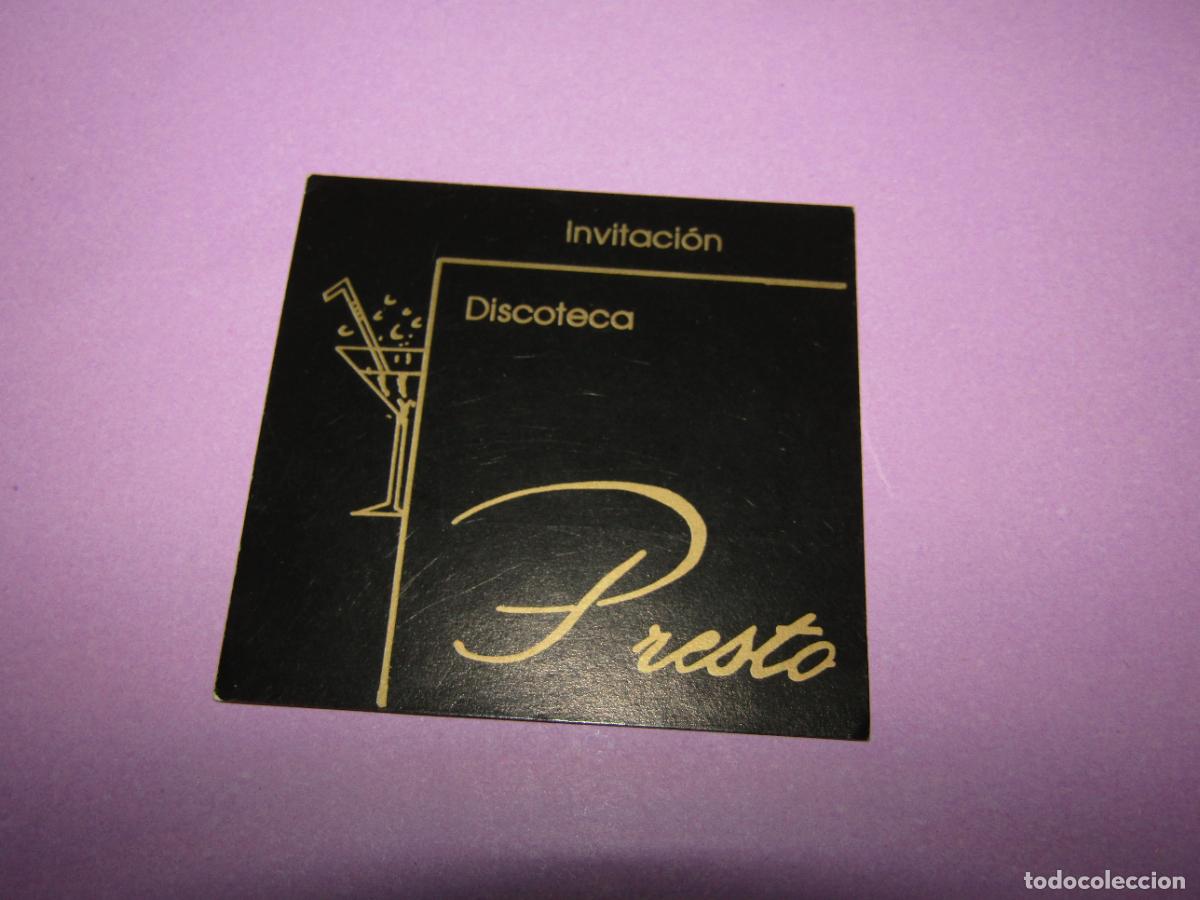 Invitación
Discoteca
Presto
todocoleccion